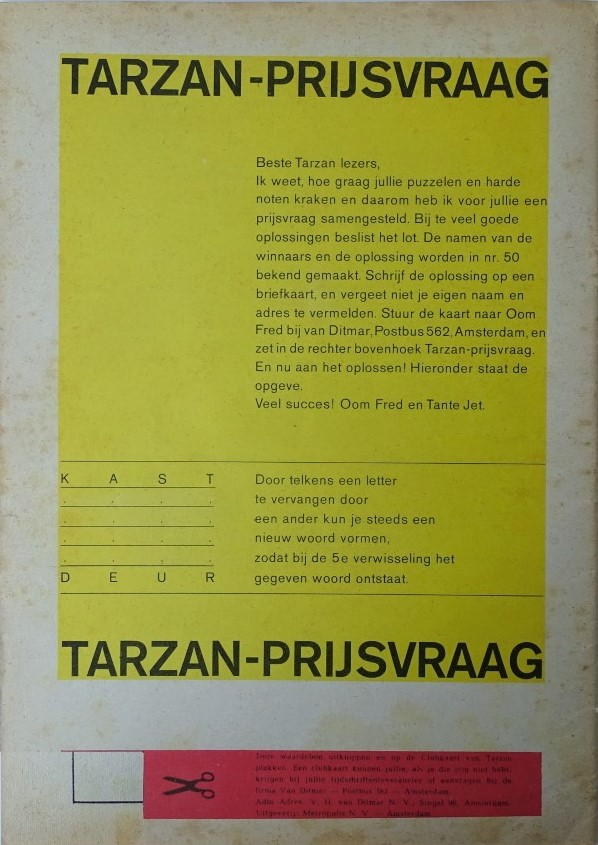 TARZAN-PRIJSVRAAG
Beste Tarzan lezers,
Ik weet, hoe graag jullie puzzelen en harde
noten kraken en daarom heb ik voor jullie een
prijsvraag samengesteld. Bij te veel goede
oplossingen beslist het lot. De namen van de
winnaars en de oplossing worden in nr. 50
bekend gemaakt. Schrijf de oplossing op een
briefkaart, en vergeet niet je eigen naam en
adres te vermelden. Stuur de kaart naar Oom
Fred bij van Ditmar, Postbus 562, Amsterdam, en
zet in de rechter bovenhoek Tarzan-prijsvraag.
En nu aan het oplossen! Hieronder staat de
opgeve.
Veel succes! Oom Fred en Tante Jet.
K A S T
. . . .
. . . .
. . . .
. . . .
D E U R
Door telkens een letter
te vervangen door
een ander kun je steeds een
nieuw woord vormen,
zodat bij de 5e verwisseling het
gegeven woord ontstaat.
TARZAN-PRIJSVRAAG
Deze waardebon uitknippen en op de Clubkaart van Tarzan
plakken. Een clubkaart kunnen jullie, als je die nog niet hebt,
krijgen bij jullie tijdschriftenleverancier of aanvragen bij de
firma Van Ditmar — Postbus 562 — Amsterdam.
Adm. Adres. V. H. van Ditmar N. V., Singel 90, Amsterdam.
Uitgeverij: Metropolis N. V. — Amsterdam